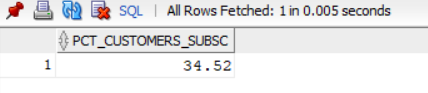 SQL | All Rows Fetched: 1 in 0.005 seconds
PCT_CUSTOMERS_SUBSC
1 34.52